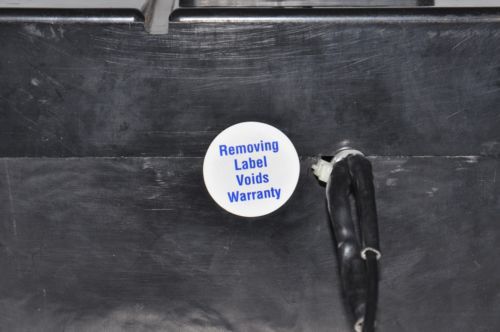 Removing
Label
Voids
Warranty